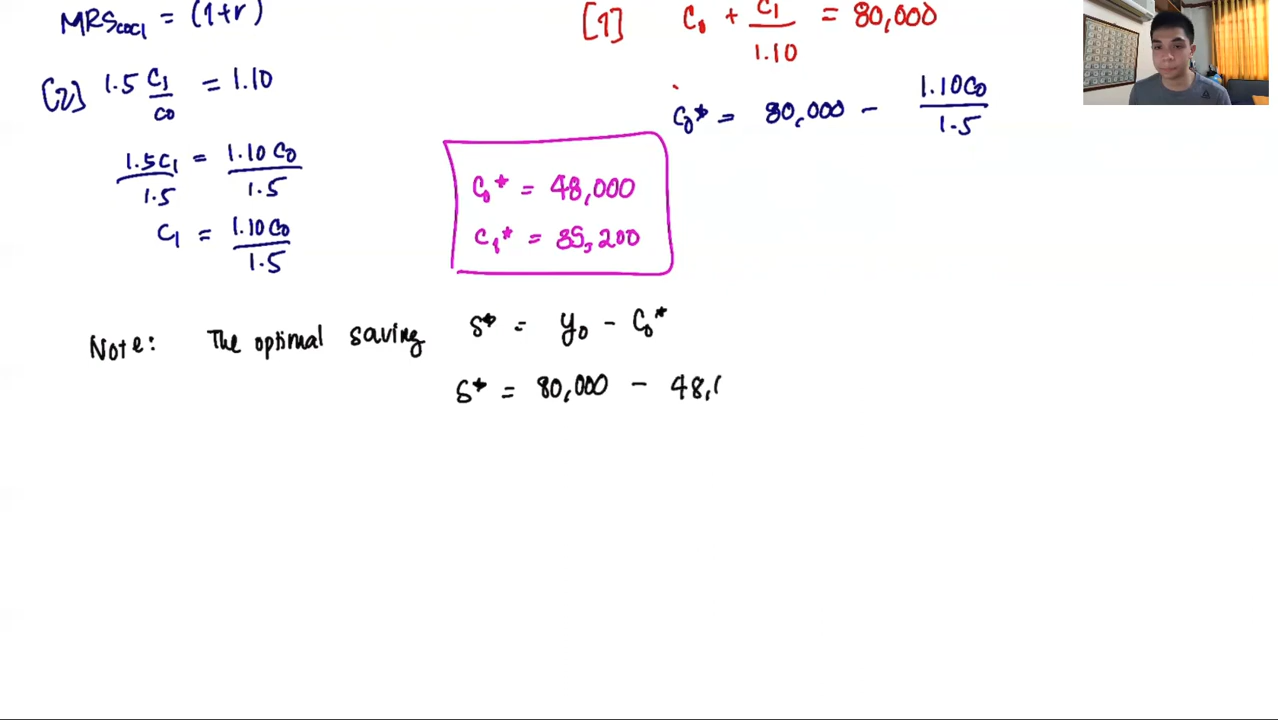 MRSC0C1 = (1+r)
[1] C0 + C1/1.10 = 80,000
[2] 1.5 C1/C0 = 1.10
C0* = 80,000 - 1.10C0/1.5
1.5C1/1.5 = 1.10C0/1.5
C1 = 1.10C0/1.5
C0* = 48,000
C1* = 35,200
Note: The optimal saving S* = y0 - C0*
S* = 80,000 - 48,(